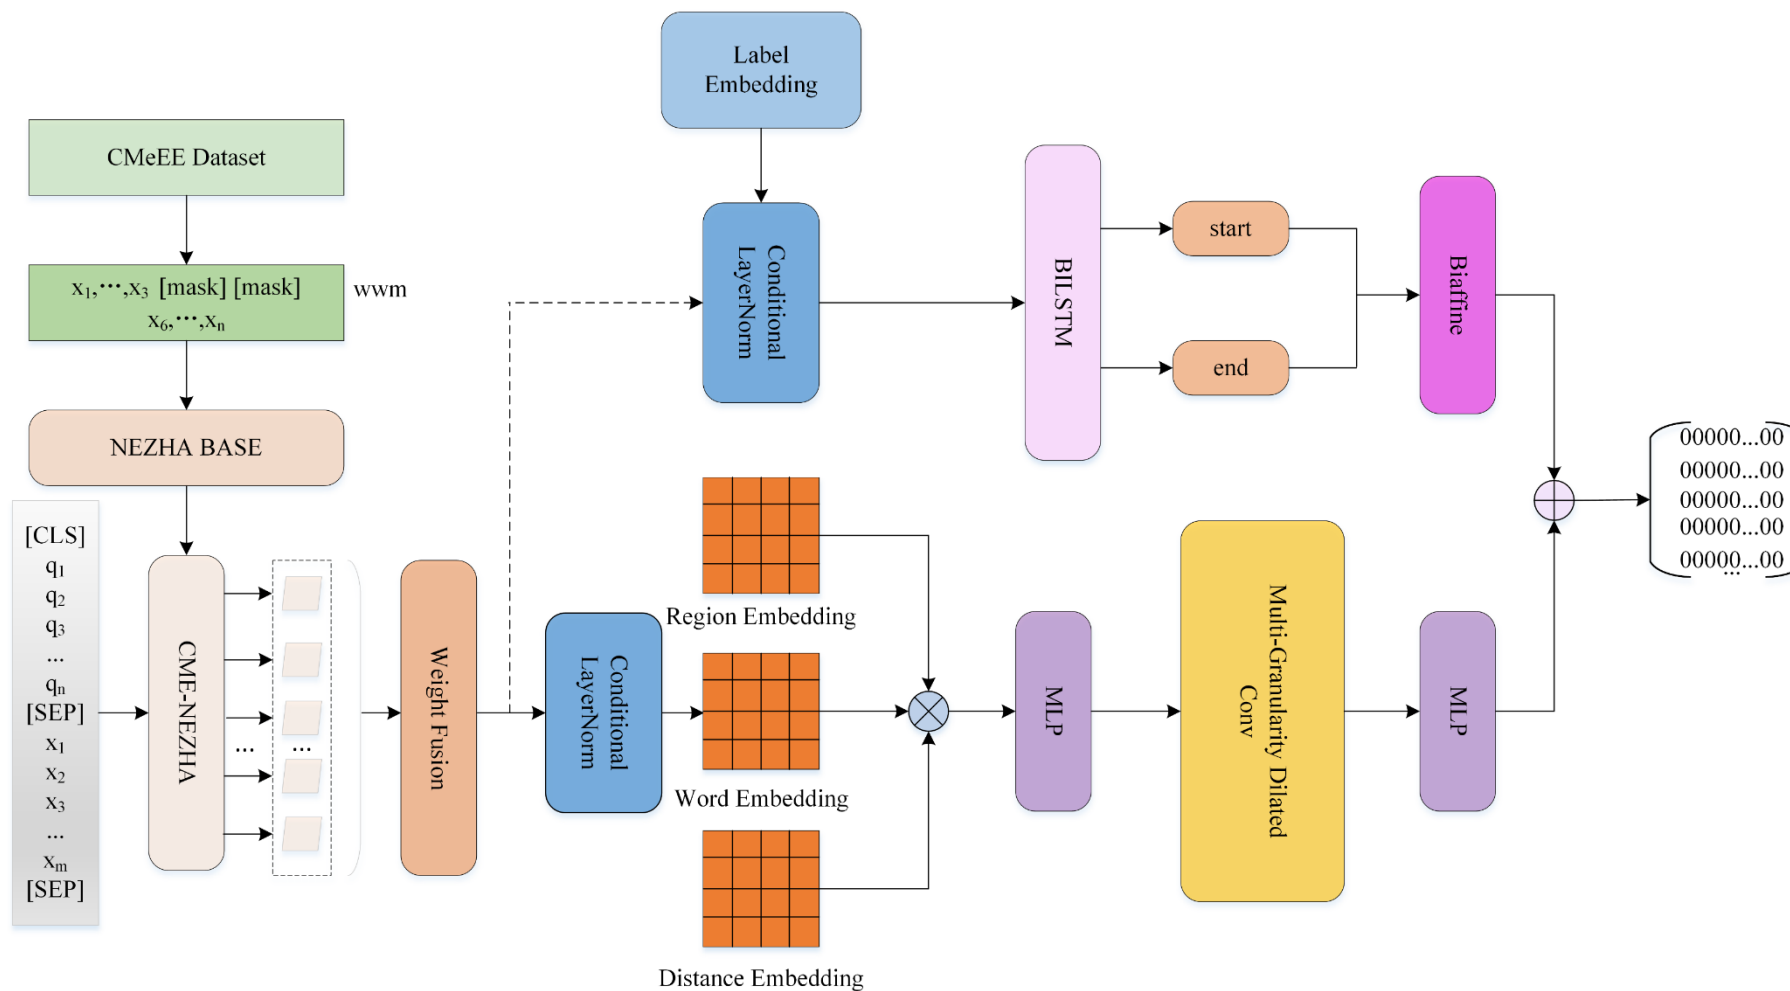 Label
Embedding
CMeEE Dataset
x₁,⋯,x₃ [mask] [mask]
x₆,⋯,xₙ
wwm
NEZHA BASE
[CLS]
q₁
q₂
q₃
...
qₙ
[SEP]
x₁
x₂
x₃
...
xₘ
[SEP]
CME-NEZHA
...
...
Weight Fusion
Conditional
LayerNorm
Conditional
LayerNorm
Region Embedding
Word Embedding
Distance Embedding
BILSTM
start
end
Biaffine
MLP
Multi-Granularity Dilated
Conv
MLP
00000...00
00000...00
00000...00
00000...00
00000...00
...